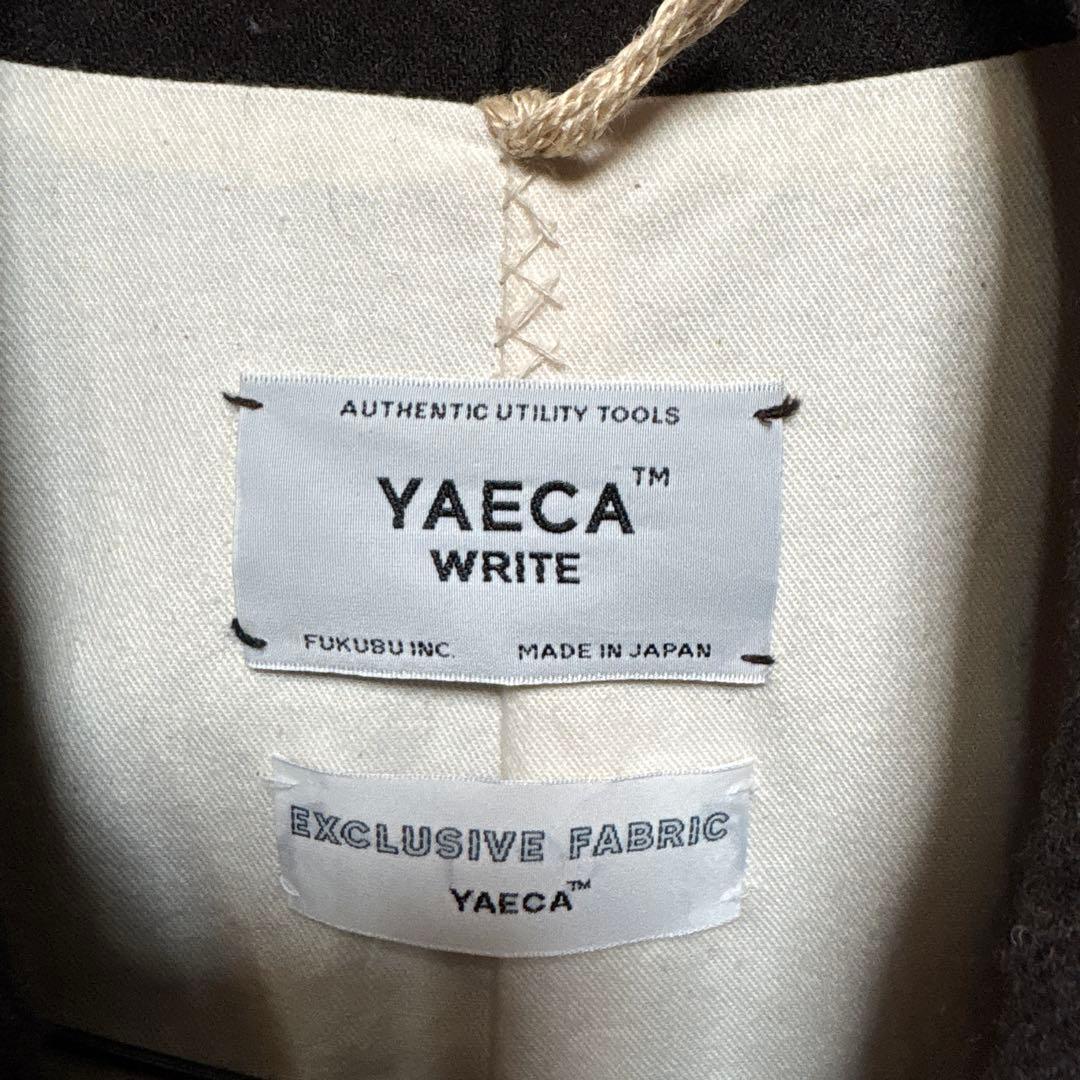 AUTHENTIC UTILITY TOOLS
YAECA™
WRITE
FUKUBU INC. MADE IN JAPAN
EXCLUSIVE FABRIC
YAECA™